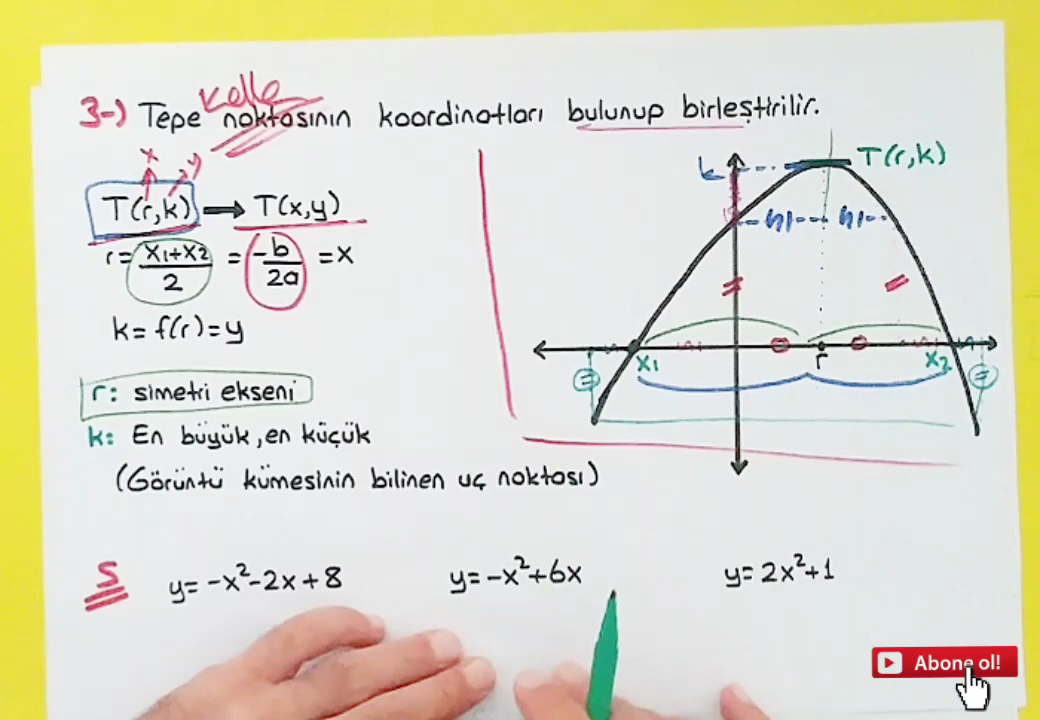 Kelle
3-) Tepe noktasının koordinatları bulunup birleştirilir.
x y
T(r,k) → T(x,y)
r = x₁+x₂/2 = -b/2a = x
k = f(r) = y
r: simetri ekseni
k: En büyük, en küçük
(Görüntü kümesinin bilinen uç noktası)
k T(r,k)
x₁ r x₂
S y = -x²-2x+8 y = -x²+6x y = 2x²+1
Abone ol!